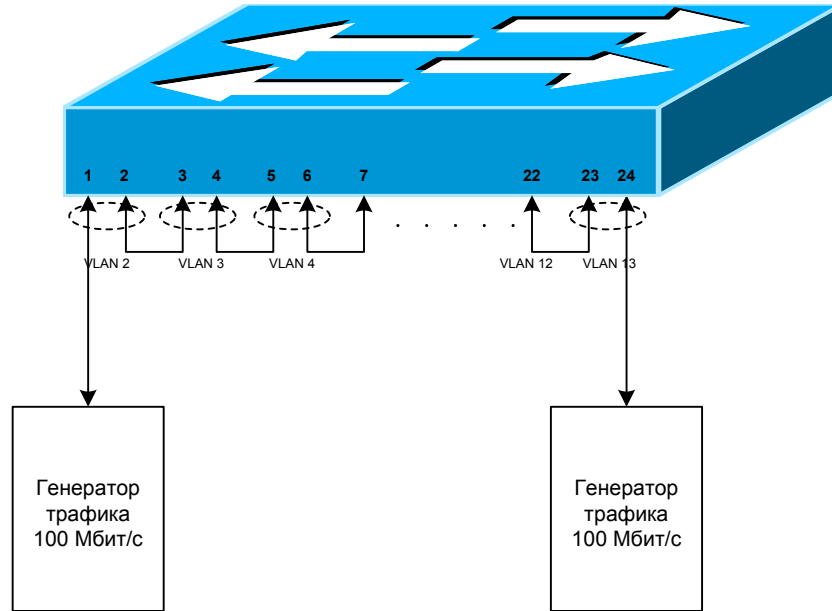 1 2 3 4 5 6 7 22 23 24
. . . . . .
VLAN 2 VLAN 3 VLAN 4 VLAN 12 VLAN 13
Генератор
трафика
100 Мбит/с
Генератор
трафика
100 Мбит/с